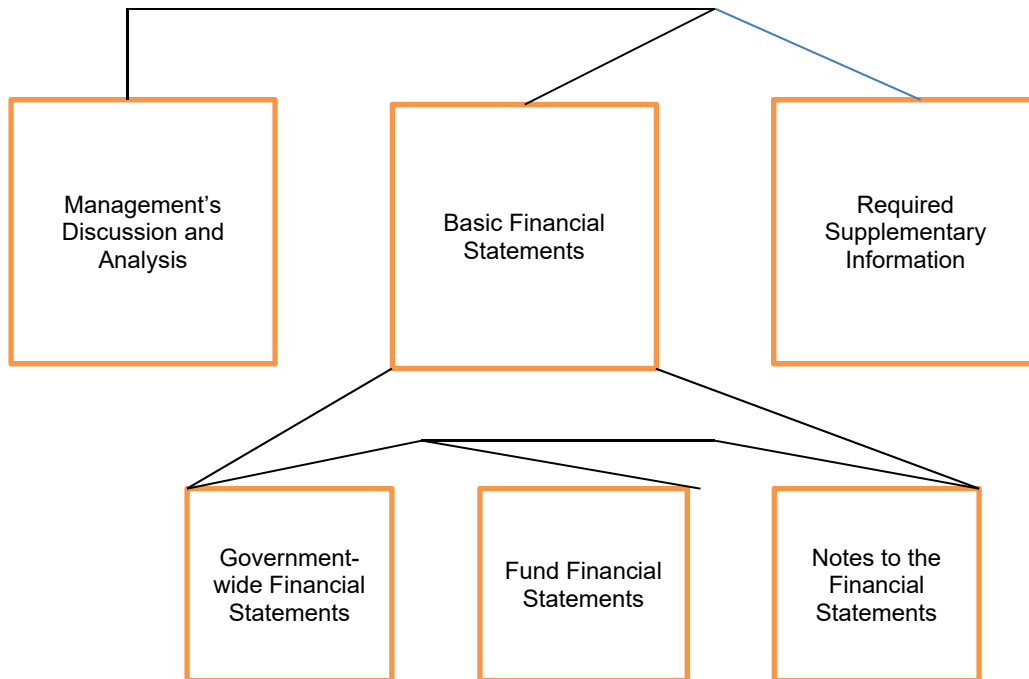 Management’s
Discussion and
Analysis
Basic Financial
Statements
Required
Supplementary
Information
Government-
wide Financial
Statements
Fund Financial
Statements
Notes to the
Financial
Statements